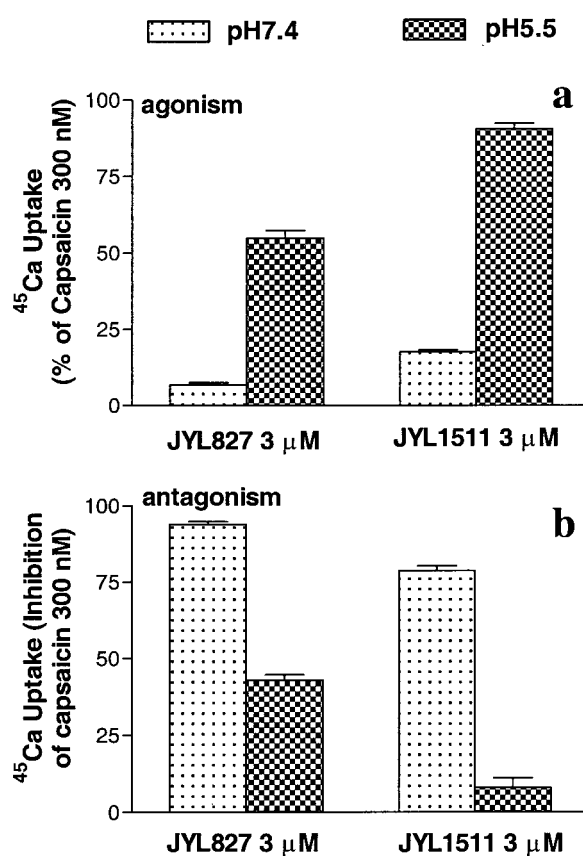 pH7.4 pH5.5
a
agonism
⁴⁵Ca Uptake
(% of Capsaicin 300 nM)
100
75
50
25
0
JYL827 3 μM JYL1511 3 μM
b
antagonism
⁴⁵Ca Uptake (Inhibition
of capsaicin 300 nM)
100
75
50
25
0
JYL827 3 μM JYL1511 3 μM